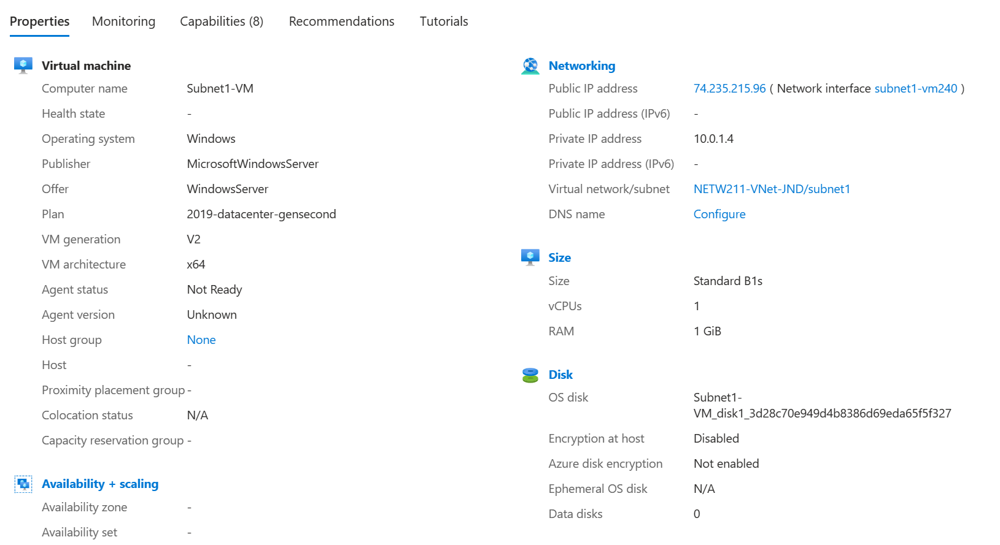 Properties Monitoring Capabilities (8) Recommendations Tutorials
Virtual machine
Computer name Subnet1-VM
Health state -
Operating system Windows
Publisher MicrosoftWindowsServer
Offer WindowsServer
Plan 2019-datacenter-gensecond
VM generation V2
VM architecture x64
Agent status Not Ready
Agent version Unknown
Host group None
Host -
Proximity placement group -
Colocation status N/A
Capacity reservation group -
Availability + scaling
Availability zone -
Availability set -
Networking
Public IP address 74.235.215.96 ( Network interface subnet1-vm240 )
Public IP address (IPv6) -
Private IP address 10.0.1.4
Private IP address (IPv6) -
Virtual network/subnet NETW211-VNet-JND/subnet1
DNS name Configure
Size
Size Standard B1s
vCPUs 1
RAM 1 GiB
Disk
OS disk Subnet1-
VM_disk1_3d28c70e949d4b8386d69eda65f5f327
Encryption at host Disabled
Azure disk encryption Not enabled
Ephemeral OS disk N/A
Data disks 0